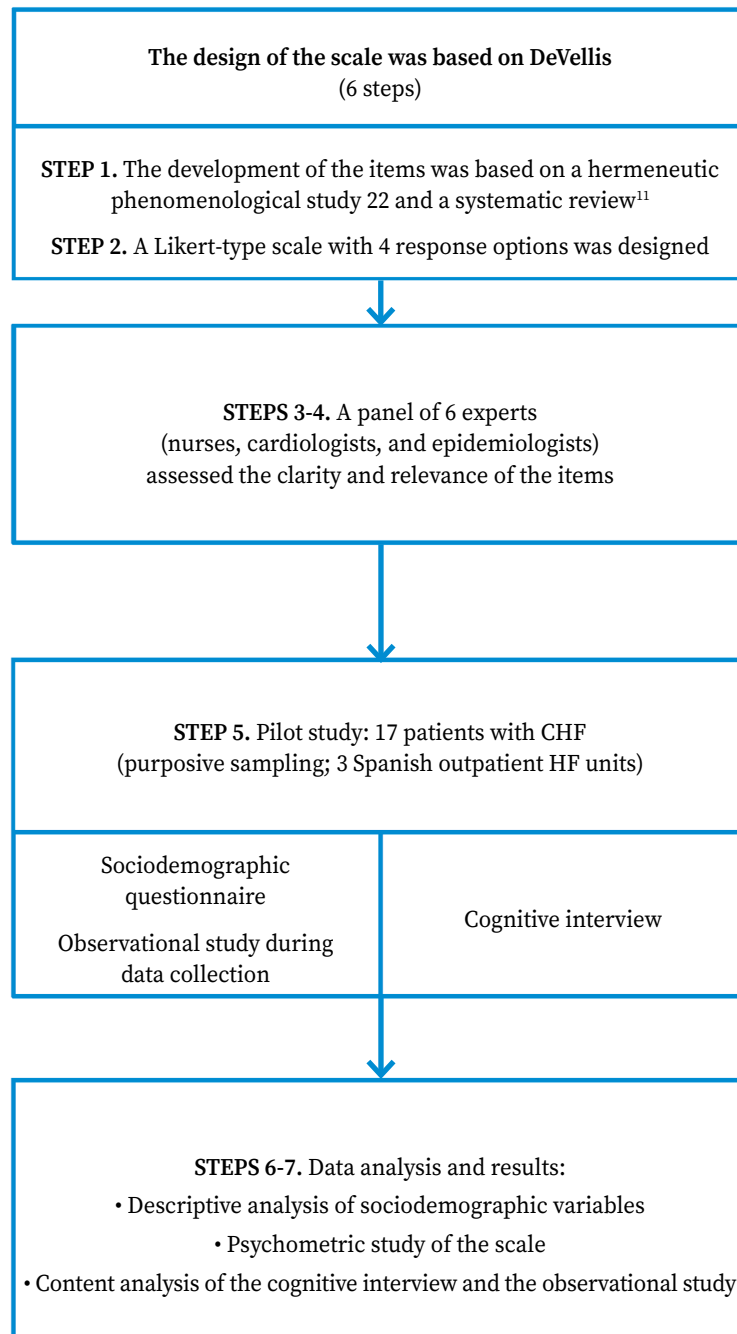 The design of the scale was based on DeVellis
(6 steps)
STEP 1. The development of the items was based on a hermeneutic
phenomenological study 22 and a systematic review¹¹
STEP 2. A Likert-type scale with 4 response options was designed
STEPS 3-4. A panel of 6 experts
(nurses, cardiologists, and epidemiologists)
assessed the clarity and relevance of the items
STEP 5. Pilot study: 17 patients with CHF
(purposive sampling; 3 Spanish outpatient HF units)
Sociodemographic
questionnaire
Observational study during
data collection
Cognitive interview
STEPS 6-7. Data analysis and results:
• Descriptive analysis of sociodemographic variables
• Psychometric study of the scale
• Content analysis of the cognitive interview and the observational study